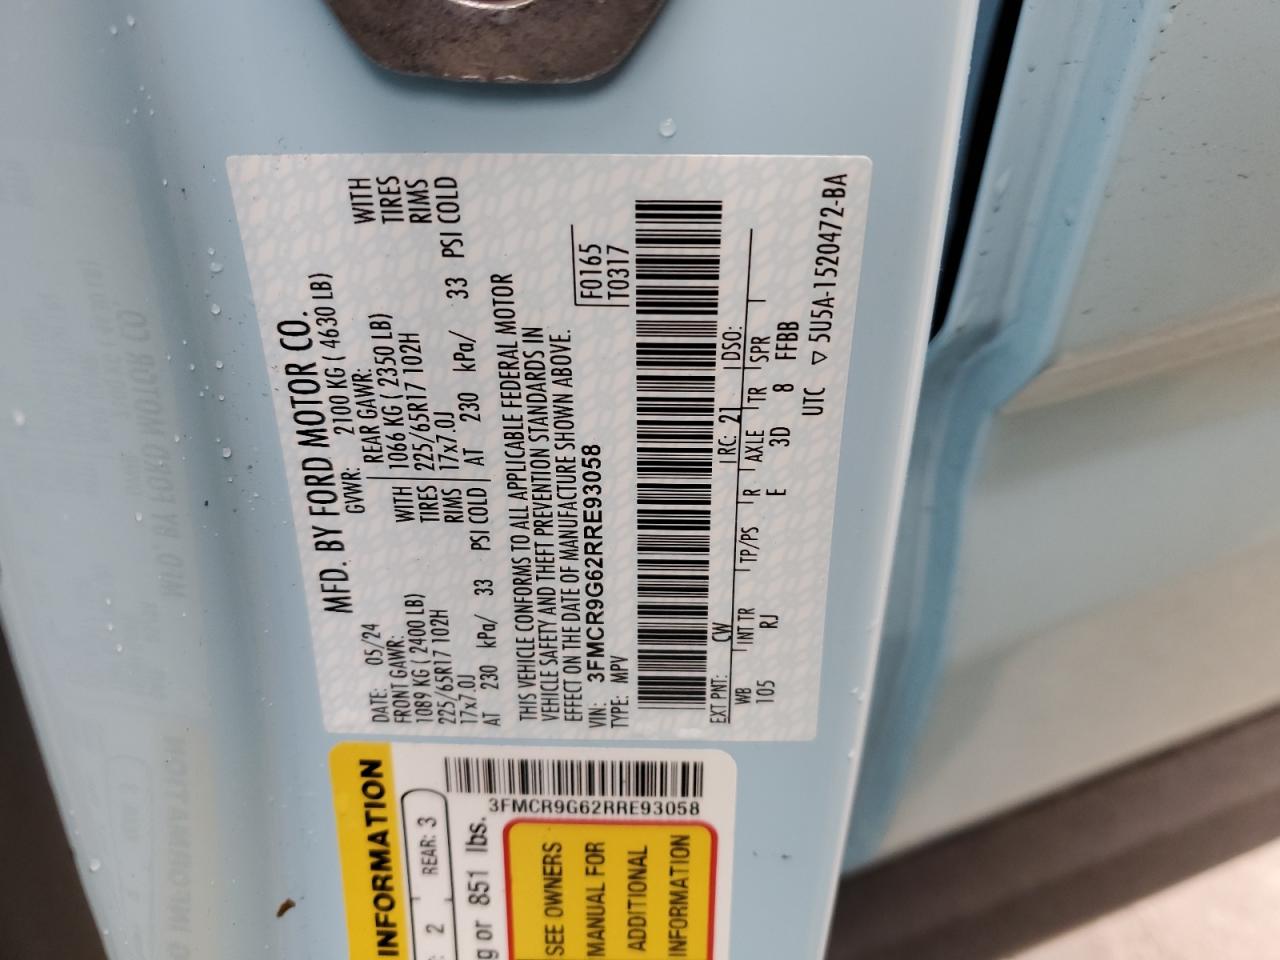 MFD. BY FORD MOTOR CO.
DATE: 05/24 GVWR: 2100 KG ( 4630 LB)
FRONT GAWR: REAR GAWR:
1089 KG ( 2400 LB) WITH 1066 KG ( 2350 LB) WITH
225/65R17 102H TIRES 225/65R17 102H TIRES
17x7.0J RIMS 17x7.0J RIMS
AT 230 kPa/ 33 PSI COLD AT 230 kPa/ 33 PSI COLD
THIS VEHICLE CONFORMS TO ALL APPLICABLE FEDERAL MOTOR
VEHICLE SAFETY AND THEFT PREVENTION STANDARDS IN
EFFECT ON THE DATE OF MANUFACTURE SHOWN ABOVE.
VIN: 3FMCR9G62RRE93058 F0165
TYPE: MPV T0317
EXT PNT: CW RC: 21 DSO:
WB INT TR TP/PS R AXLE TR SPR
105 RJ E 3D 8 FFBB
UTC ▽ 5U5A-1520472-BA
INFORMATION
2 REAR: 3
g or 851 lbs.
3FMCR9G62RRE93058
SEE OWNERS
MANUAL FOR
ADDITIONAL
INFORMATION